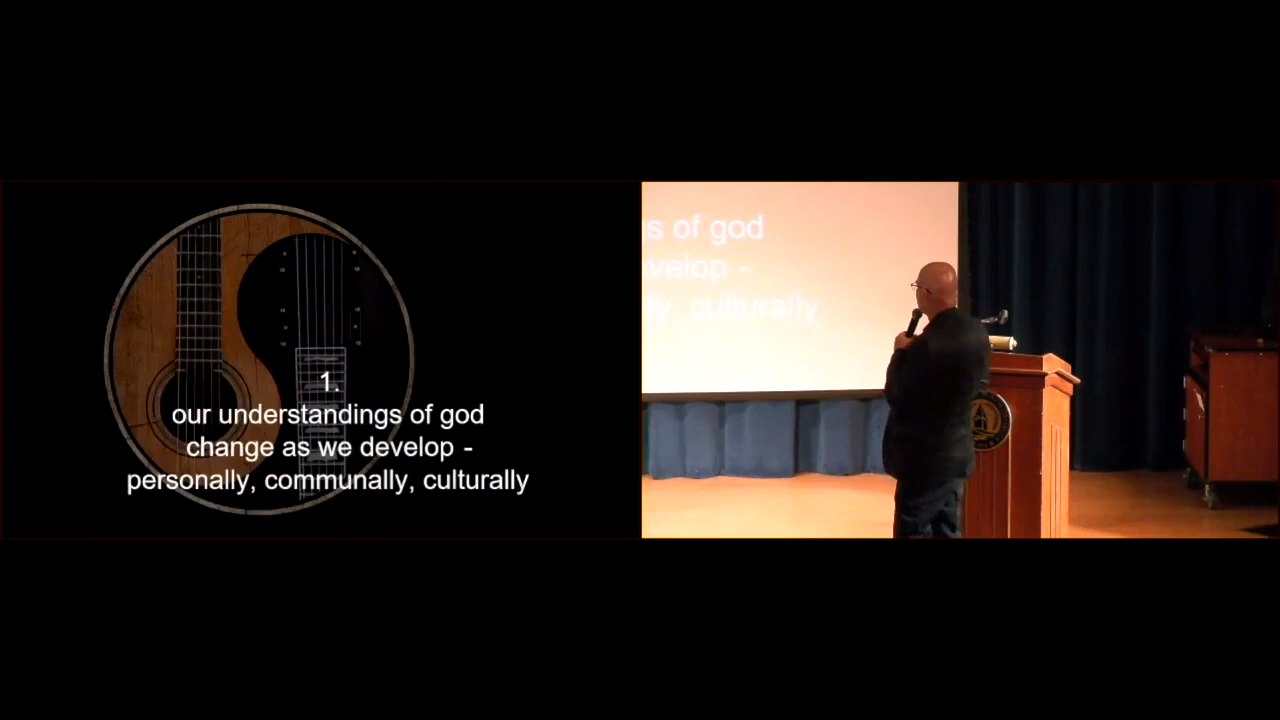 1.
our understandings of god
change as we develop -
personally, communally, culturally
s of god
velop -
ly, culturally